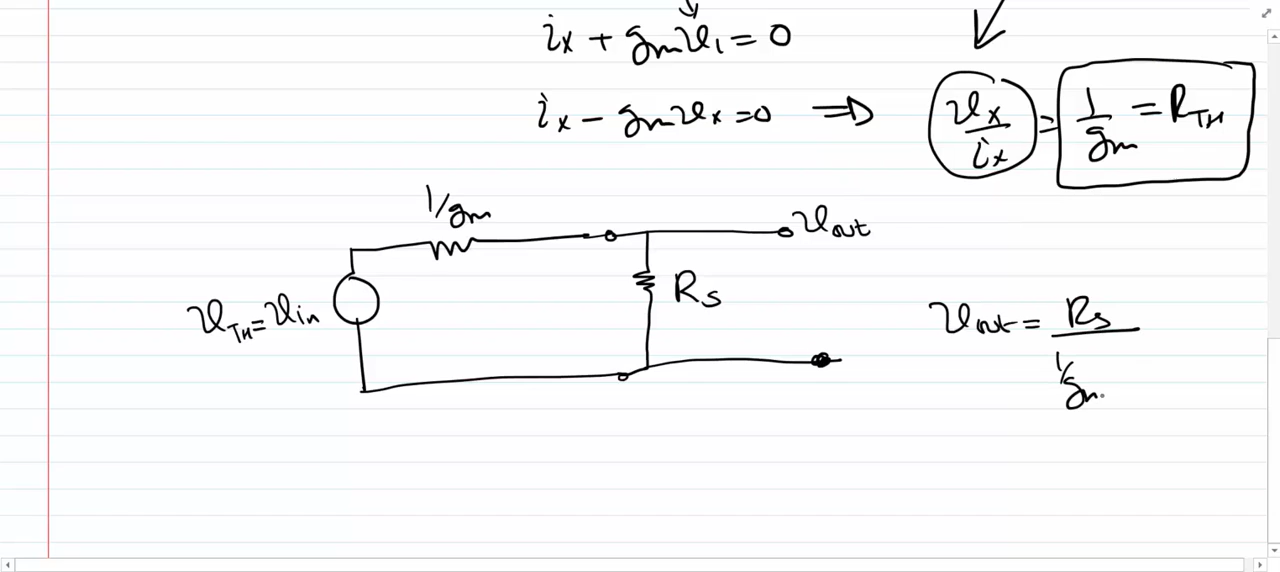 ix + gmv1 = 0
ix - gmvx = 0 ⇒ vx/ix = 1/gm = RTH
1/gm
vout
RS
vTH = vin
vout = RS / 1/gm